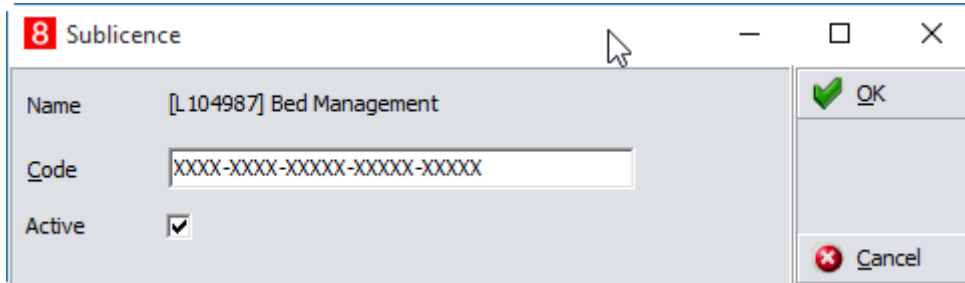 8 Sublicence
Name [L104987] Bed Management
Code XXXX-XXXX-XXXXX-XXXXX-XXXXX
Active
OK
Cancel